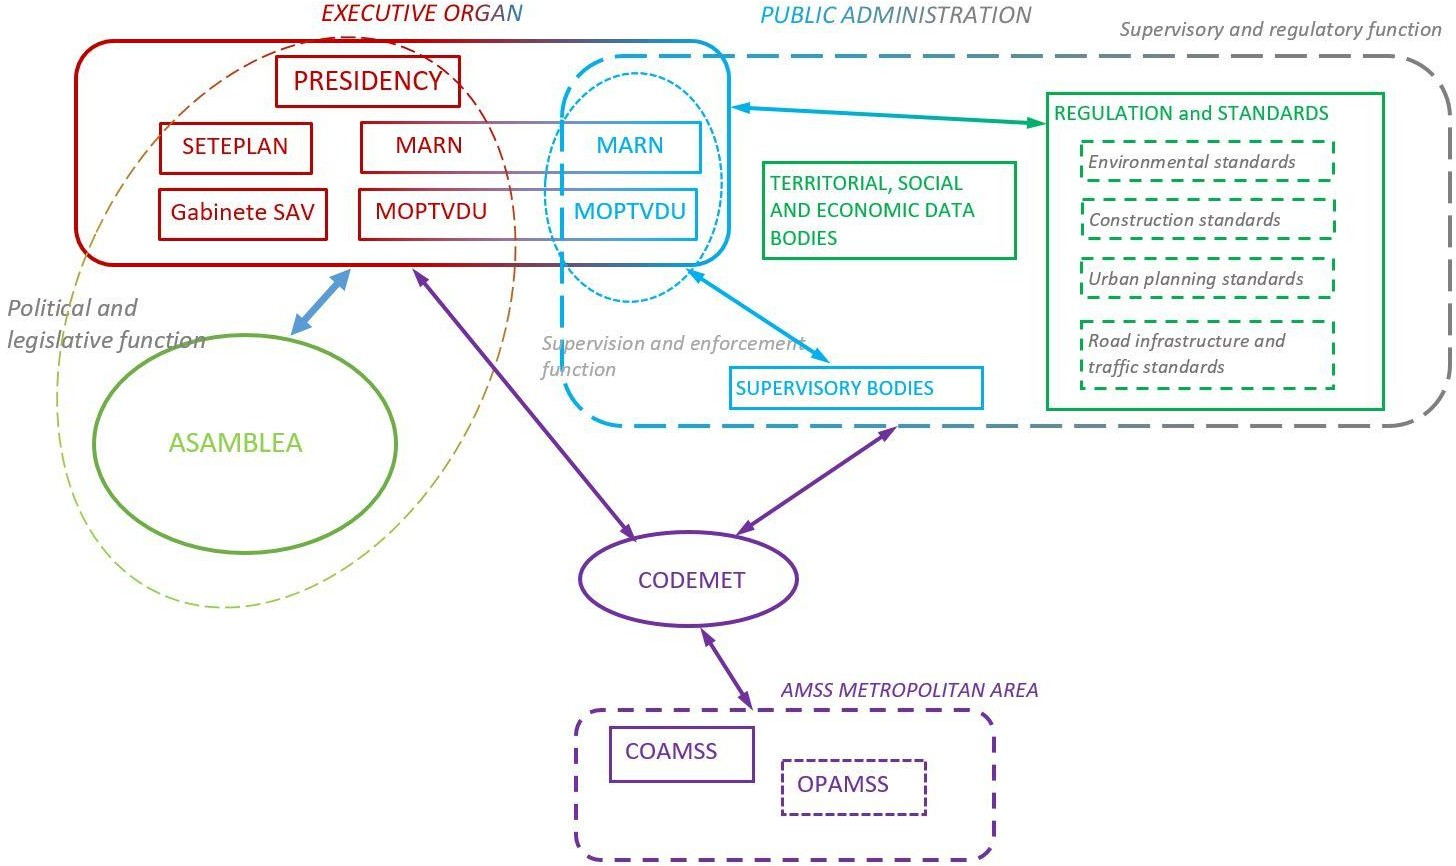 EXECUTIVE ORGAN
PUBLIC ADMINISTRATION
Supervisory and regulatory function
PRESIDENCY
SETEPLAN
MARN
MARN
Gabinete SAV
MOPTVDU
MOPTVDU
REGULATION and STANDARDS
Environmental standards
Construction standards
Urban planning standards
Road infrastructure and
traffic standards
TERRITORIAL, SOCIAL
AND ECONOMIC DATA
BODIES
Political and
legislative function
Supervision and enforcement
function
SUPERVISORY BODIES
ASAMBLEA
CODEMET
AMSS METROPOLITAN AREA
COAMSS
OPAMSS